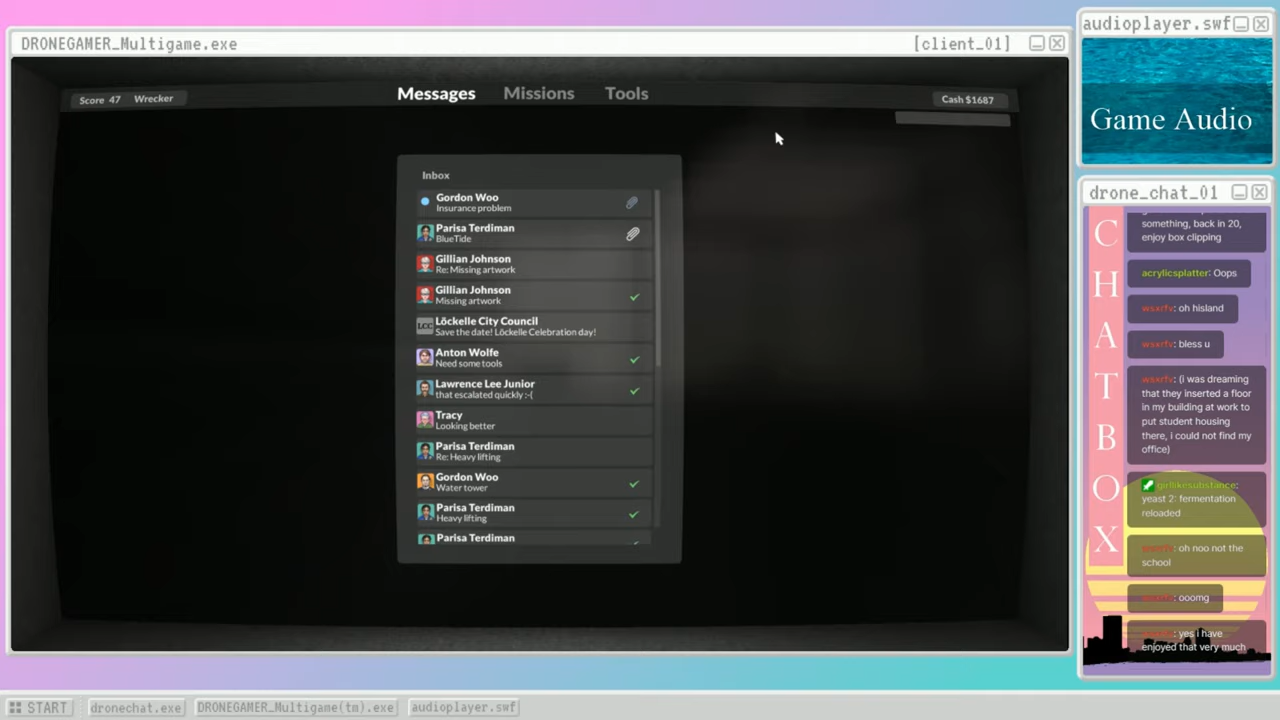 DRONEGAMER_Multigame.exe
[client_01]
Score 47 Wrecker
Messages Missions Tools
Cash $1687
Inbox
Gordon Woo
Insurance problem
Parisa Terdiman
BlueTide
Gillian Johnson
Re: Missing artwork
Gillian Johnson
Missing artwork
LCC
Löckelle City Council
Save the date! Löckelle Celebration day!
Anton Wolfe
Need some tools
Lawrence Lee Junior
that escalated quickly :-(
Tracy
Looking better
Parisa Terdiman
Re: Heavy lifting
Gordon Woo
Water tower
Parisa Terdiman
Heavy lifting
Parisa Terdiman
audioplayer.swf
Game Audio
drone_chat_01
CHATBOX
something, back in 20,
enjoy box clipping
acrylicsplatter: Oops
wsxrfv: oh hisland
wsxrfv: bless u
wsxrfv: (i was dreaming
that they inserted a floor
in my building at work to
put student housing
there, i could not find my
office)
girllikesubstance:
yeast 2: fermentation
reloaded
wsxrfv: oh noo not the
school
wsxrfv: ooomg
wsxrfv: yes i have
enjoyed that very much
START
dronechat.exe
DRONEGAMER_Multigame(tm).exe
audioplayer.swf